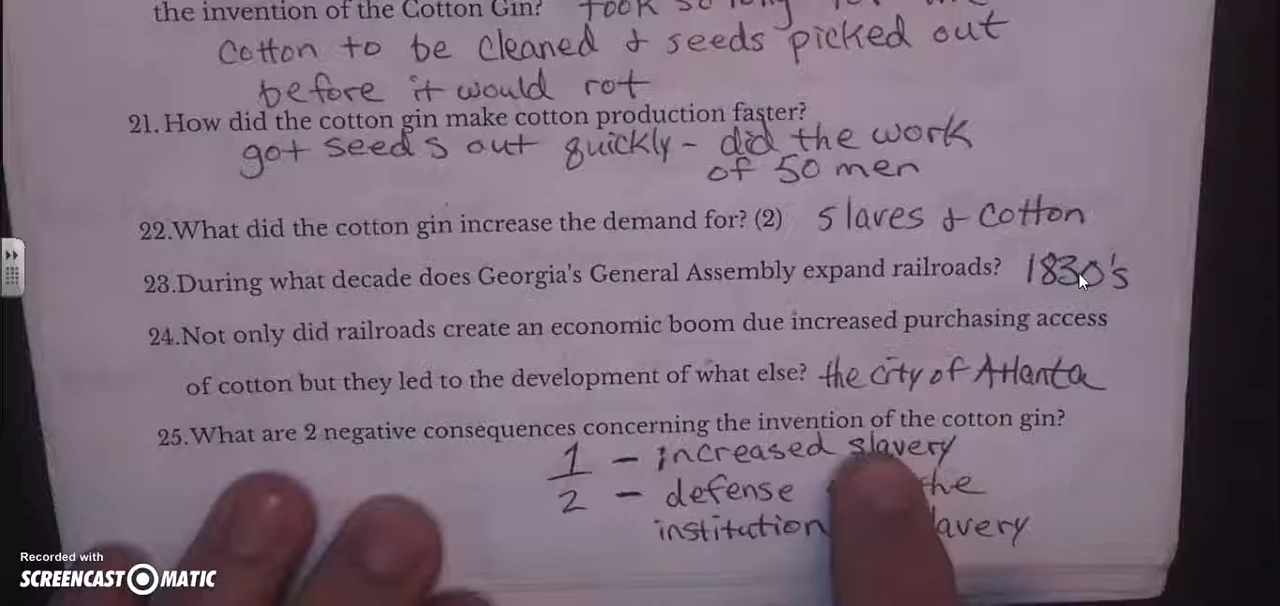 the invention of the Cotton Gin? took so long
Cotton to be cleaned & seeds picked out
before it would rot
21. How did the cotton gin make cotton production faster?
got seeds out quickly - did the work
of 50 men
22.What did the cotton gin increase the demand for? (2) slaves & cotton
23.During what decade does Georgia's General Assembly expand railroads? 1830's
24.Not only did railroads create an economic boom due increased purchasing access
of cotton but they led to the development of what else? the city of Atlanta
25.What are 2 negative consequences concerning the invention of the cotton gin?
1 - increased slavery
2 - defense the
institution
Recorded with
SCREENCAST MATIC